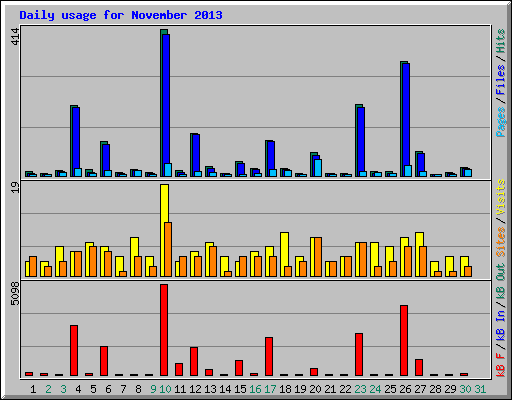 Daily usage for November 2013
414
Pages / Files / Hits
19
Sites / Visits
5098
kB F / kB In / kB Out
1 2 3 4 5 6 7 8 9 10 11 12 13 14 15 16 17 18 19 20 21 22 23 24 25 26 27 28 29 30 31